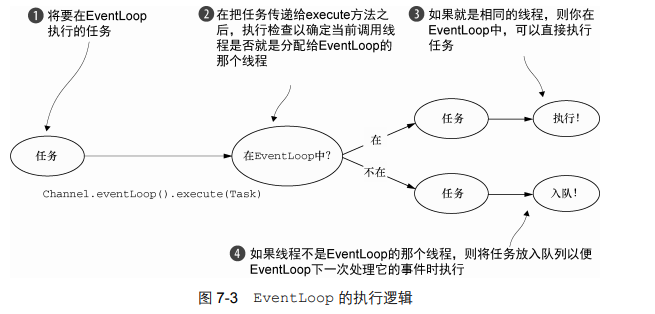 ❶ 将要在EventLoop
执行的任务
❷ 在把任务传递给execute方法之
后，执行检查以确定当前调用线
程是否就是分配给EventLoop的
那个线程
❸ 如果就是相同的线程，则你在
EventLoop中，可以直接执行
任务
任务
Channel.eventLoop().execute(Task)
在EventLoop中？
在
不在
任务
执行！
任务
入队！
❹ 如果线程不是EventLoop的那个线程，则将任务放入队列以便
EventLoop下一次处理它的事件时执行
图 7-3 EventLoop 的执行逻辑